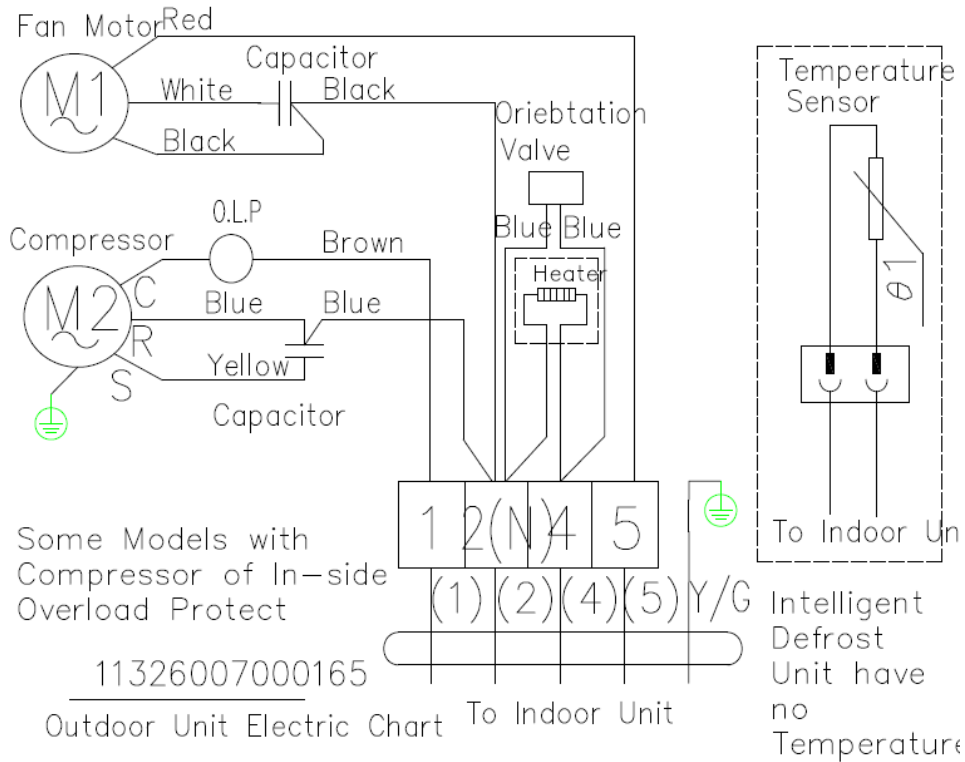 Fan Motor
Red
Capacitor
M1
White
Black
Black
Oriebtation
Valve
Temperature
Sensor
O.L.P
Compressor
Brown
Blue Blue
Heater
C
M2
Blue
Blue
R
Yellow
S
Capacitor
θ1
1 2(N) 4 5
To Indoor Un
Some Models with
Compressor of In-side
Overload Protect
(1) (2) (4) (5) Y/G
Intelligent
Defrost
Unit have
no
Temperature
11326007000165
Outdoor Unit Electric Chart
To Indoor Unit